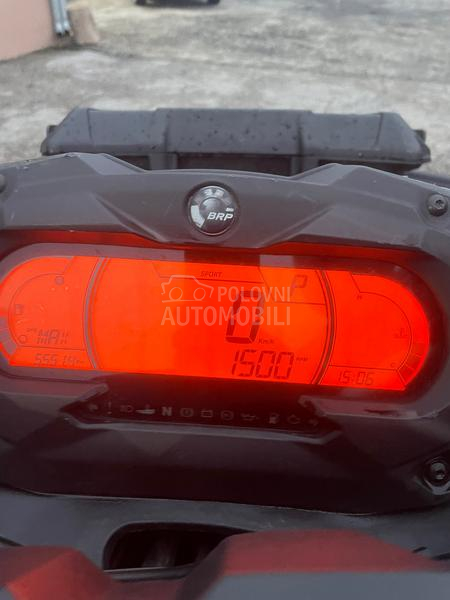 BRP
SPORT
P
POLOVNI
AUTOMOBILI
0
Km/h
1500 RPM
15:06
N